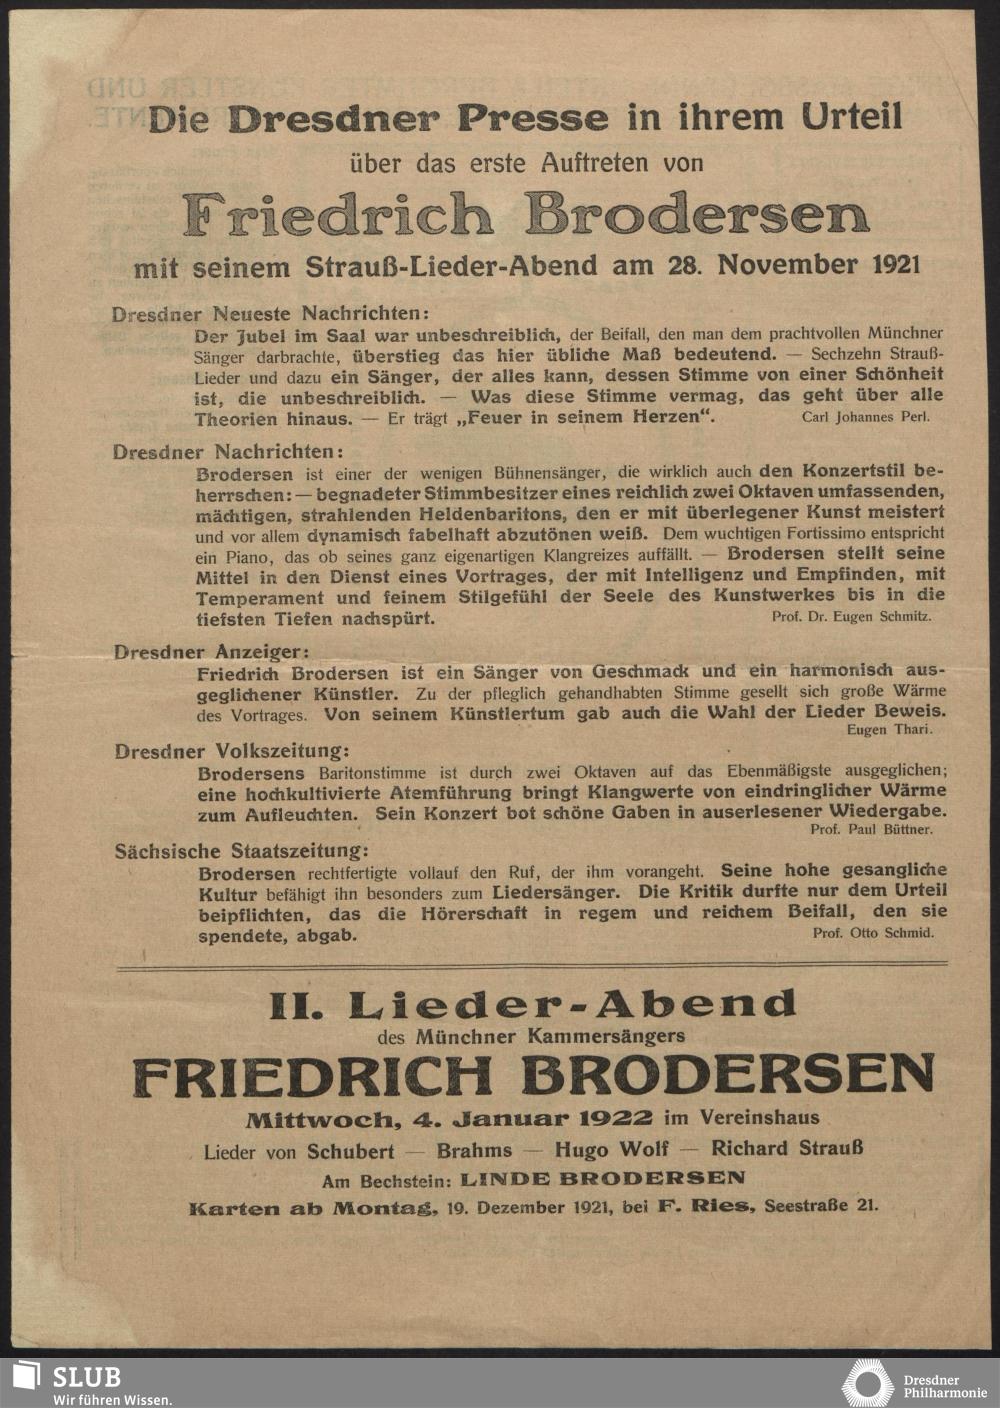 Die Dresdner Presse in ihrem Urteil
über das erste Auftreten von
Friedrich Brodersen
mit seinem Strauß-Lieder-Abend am 28. November 1921
Dresdner Neueste Nachrichten:
Der Jubel im Saal war unbeschreiblich, der Beifall, den man dem prachtvollen Münchner
Sänger darbrachte, überstieg das hier übliche Maß bedeutend. — Sechzehn Strauß-
Lieder und dazu ein Sänger, der alles kann, dessen Stimme von einer Schönheit
ist, die unbeschreiblich. — Was diese Stimme vermag, das geht über alle
Theorien hinaus. — Er trägt „Feuer in seinem Herzen“. Carl Johannes Perl.
Dresdner Nachrichten:
Brodersen ist einer der wenigen Bühnensänger, die wirklich auch den Konzertstil be-
herrschen: — begnadeter Stimmbesitzer eines reichlich zwei Oktaven umfassenden,
mächtigen, strahlenden Heldenbaritons, den er mit überlegener Kunst meistert
und vor allem dynamisch fabelhaft abzutönen weiß. Dem wuchtigen Fortissimo entspricht
ein Piano, das ob seines ganz eigenartigen Klangreizes auffällt. — Brodersen stellt seine
Mittel in den Dienst eines Vortrages, der mit Intelligenz und Empfinden, mit
Temperament und feinem Stilgefühl der Seele des Kunstwerkes bis in die
tiefsten Tiefen nachspürt. Prof. Dr. Eugen Schmitz.
Dresdner Anzeiger:
Friedrich Brodersen ist ein Sänger von Geschmack und ein harmonisch aus-
geglichener Künstler. Zu der pfleglich gehandhabten Stimme gesellt sich große Wärme
des Vortrages. Von seinem Künstlertum gab auch die Wahl der Lieder Beweis.
Eugen Thari.
Dresdner Volkszeitung:
Brodersens Baritonstimme ist durch zwei Oktaven auf das Ebenmäßigste ausgeglichen;
eine hochkultivierte Atemführung bringt Klangwerte von eindringlicher Wärme
zum Aufleuchten. Sein Konzert bot schöne Gaben in auserlesener Wiedergabe.
Prof. Paul Büttner.
Sächsische Staatszeitung:
Brodersen rechtfertigte vollauf den Ruf, der ihm vorangeht. Seine hohe gesangliche
Kultur befähigt ihn besonders zum Liedersänger. Die Kritik durfte nur dem Urteil
beipflichten, das die Hörerschaft in regem und reichem Beifall, den sie
spendete, abgab. Prof. Otto Schmid.
II. Lieder-Abend
des Münchner Kammersängers
FRIEDRICH BRODERSEN
Mittwoch, 4. Januar 1922 im Vereinshaus
Lieder von Schubert — Brahms — Hugo Wolf — Richard Strauß
Am Bechstein: LINDE BRODERSEN
Karten ab Montag, 19. Dezember 1921, bei F. Ries, Seestraße 21.
SLUB
Wir führen Wissen.
Dresdner
Philharmonie